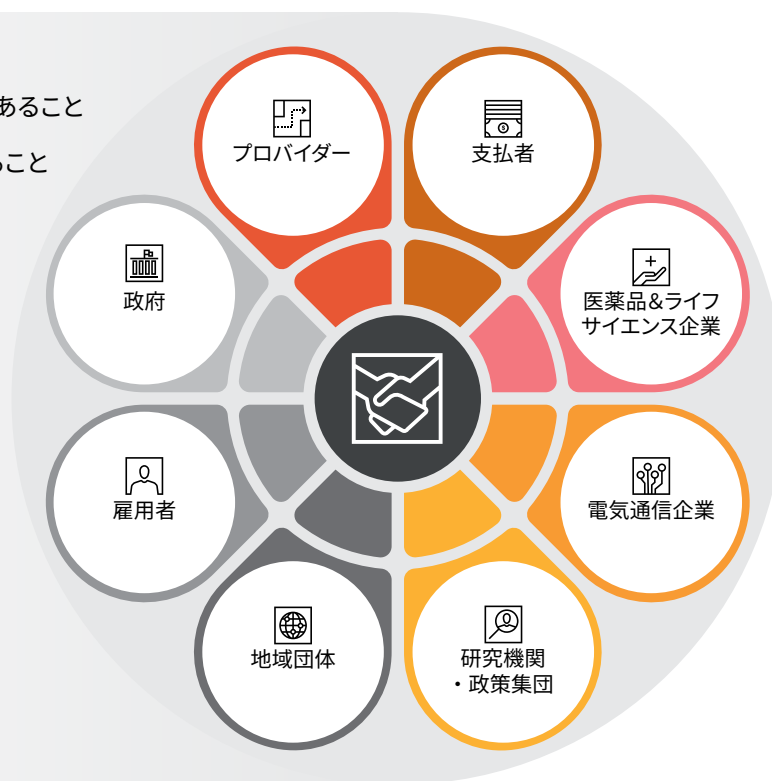 あること
ること
プロバイダー
支払者
医薬品&ライフ
サイエンス企業
電気通信企業
研究機関
・政策集団
地域団体
雇用者
政府